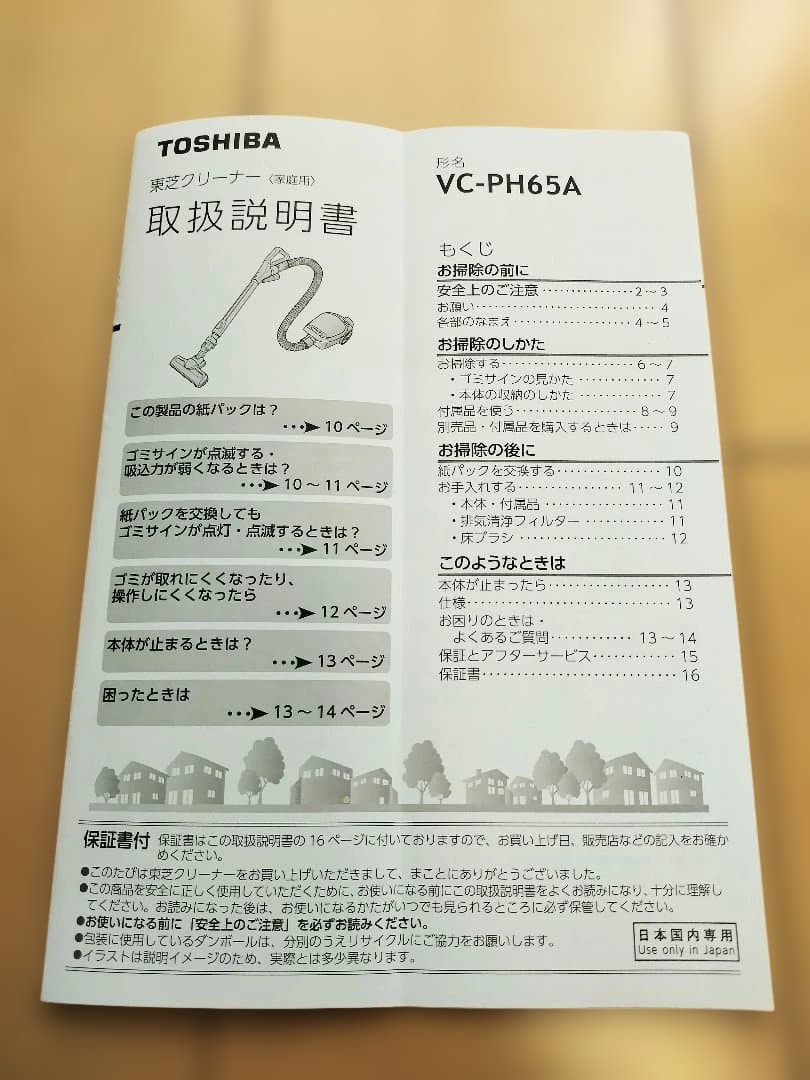 TOSHIBA
東芝クリーナー〈家庭用〉
取扱説明書
この製品の紙パックは？
•••➤ 10 ページ
ゴミサインが点滅する・
吸込力が弱くなるときは？
•••➤ 10 〜 11 ページ
紙パックを交換しても
ゴミサインが点灯・点滅するときは？
•••➤ 11 ページ
ゴミが取れにくくなったり、
操作しにくくなったら
•••➤ 12 ページ
本体が止まるときは？
•••➤ 13 ページ
困ったときは
•••➤ 13 〜 14 ページ
形名
VC-PH65A
もくじ
お掃除の前に
安全上のご注意 ················ 2〜3
お願い ······························ 4
各部のなまえ ··················· 4〜5
お掃除のしかた
お掃除する ······················ 6〜7
・ゴミサインの見かた ·············· 7
・本体の収納のしかた ·············· 7
付属品を使う ···················· 8〜9
別売品・付属品を購入するときは ····· 9
お掃除の後に
紙パックを交換する ················ 10
お手入れする ·················· 11〜12
・本体・付属品 ···················· 11
・排気清浄フィルター ············· 11
・床ブラシ ························ 12
このようなときは
本体が止まったら ··················· 13
仕様 ································ 13
お困りのときは・
よくあるご質問 ············ 13〜14
保証とアフターサービス ············ 15
保証書 ······························ 16
保証書付 保証書はこの取扱説明書の 16 ページに付いておりますので、お買い上げ日、販売店などの記入をお確か
めください。
●このたびは東芝クリーナーをお買い上げいただきまして、まことにありがとうございました。
●この商品を安全に正しく使用していただくために、お使いになる前にこの取扱説明書をよくお読みになり、十分に理解し
てください。お読みになった後は、お使いになるかたがいつでも見られるところに必ず保管してください。
●お使いになる前に「安全上のご注意」を必ずお読みください。
●包装に使用しているダンボールは、分別のうえリサイクルにご協力をお願いします。
●イラストは説明イメージのため、実際とは多少異なります。
日本国内専用
Use only in Japan